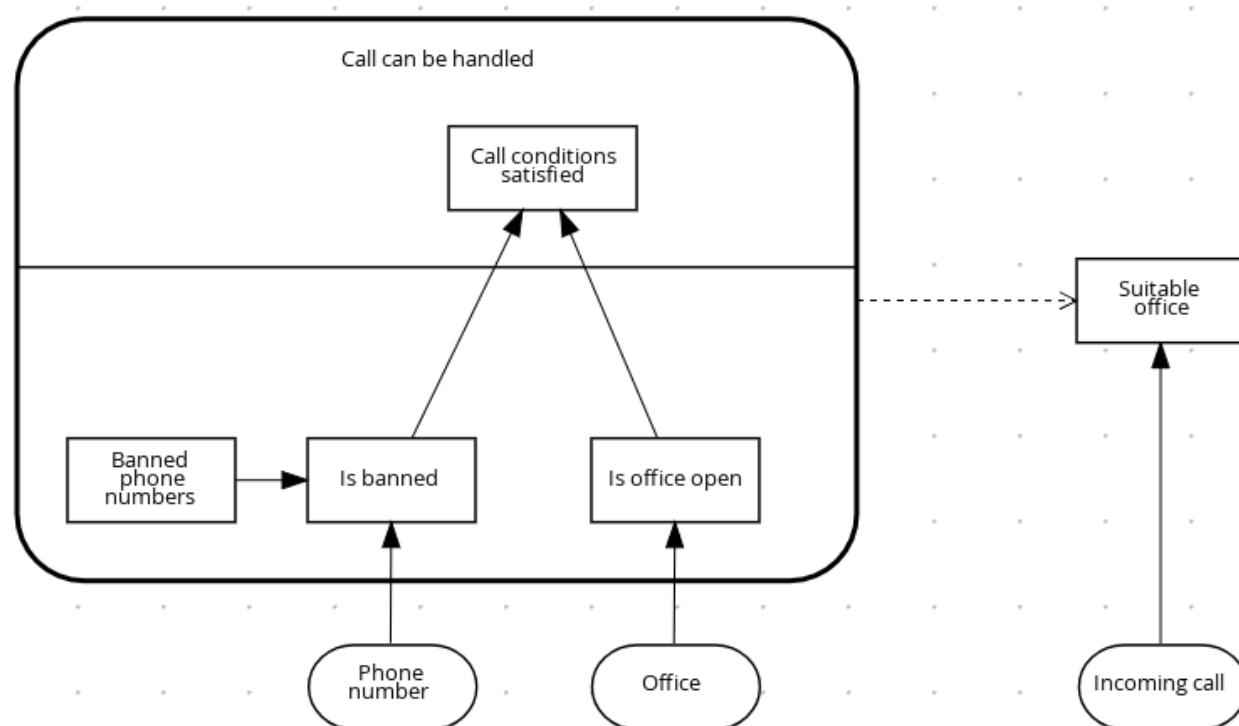 Call can be handled
Call conditions
satisfied
Suitable
office
Banned
phone
numbers
Is banned
Is office open
Phone
number
Office
Incoming call